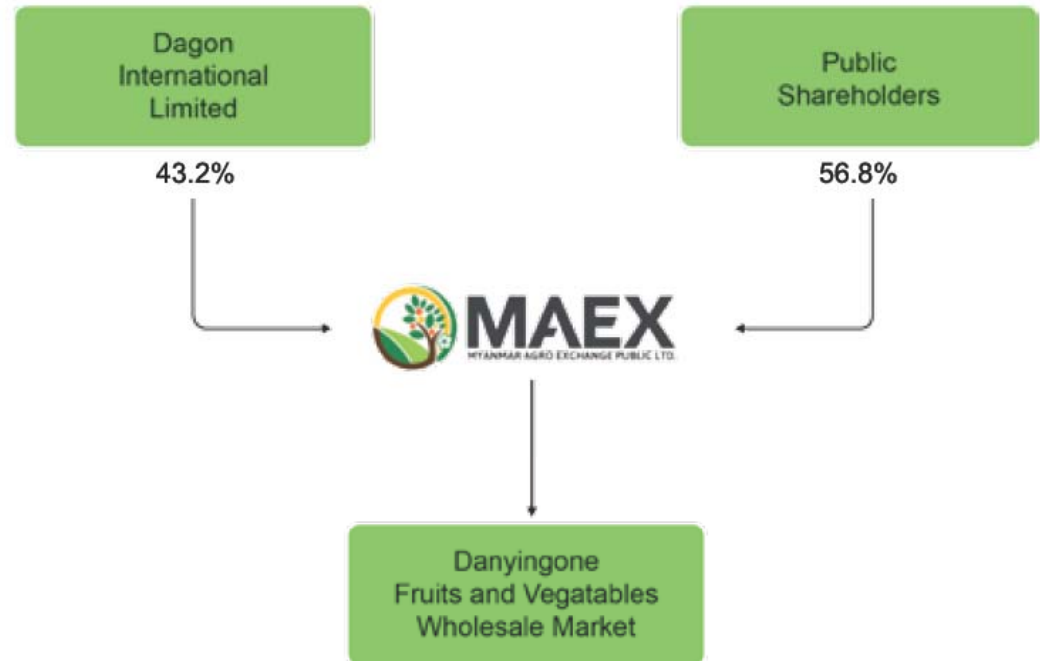 Dagon
International
Limited
43.2%
Public
Shareholders
56.8%
MAEX
MYANMAR AGRO EXCHANGE PUBLIC LTD.
Danyingone
Fruits and Vegatables
Wholesale Market